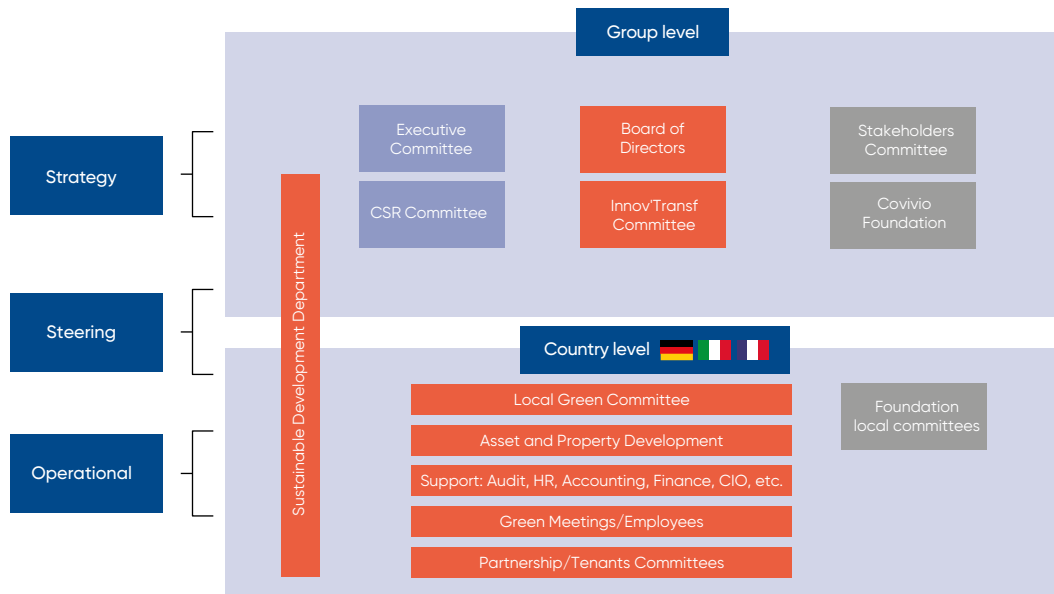 Group level
Executive
Committee
Board of
Directors
Stakeholders
Committee
Strategy
CSR Committee
Innov'Transf
Committee
Covivio
Foundation
Sustainable Development Department
Steering
Country level
Local Green Committee
Foundation
local committees
Asset and Property Development
Operational
Support: Audit, HR, Accounting, Finance, CIO, etc.
Green Meetings/Employees
Partnership/Tenants Committees